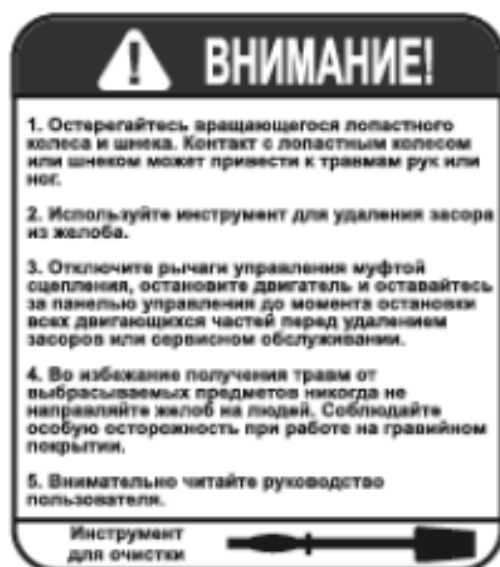 ВНИМАНИЕ!
1. Остерегайтесь вращающегося лопастного
колеса и шнека. Контакт с лопастным колесом
или шнеком может привести к травмам рук или
ног.
2. Используйте инструмент для удаления засора
из желоба.
3. Отключите рычаги управления муфтой
сцепления, остановите двигатель и оставайтесь
за панелью управления до момента остановки
всех двигающихся частей перед удалением
засоров или сервисном обслуживании.
4. Во избежание получения травм от
выбрасываемых предметов никогда не
направляйте желоб на людей. Соблюдайте
особую осторожность при работе на гравийном
покрытии.
5. Внимательно читайте руководство
пользователя.
Инструмент
для очистки